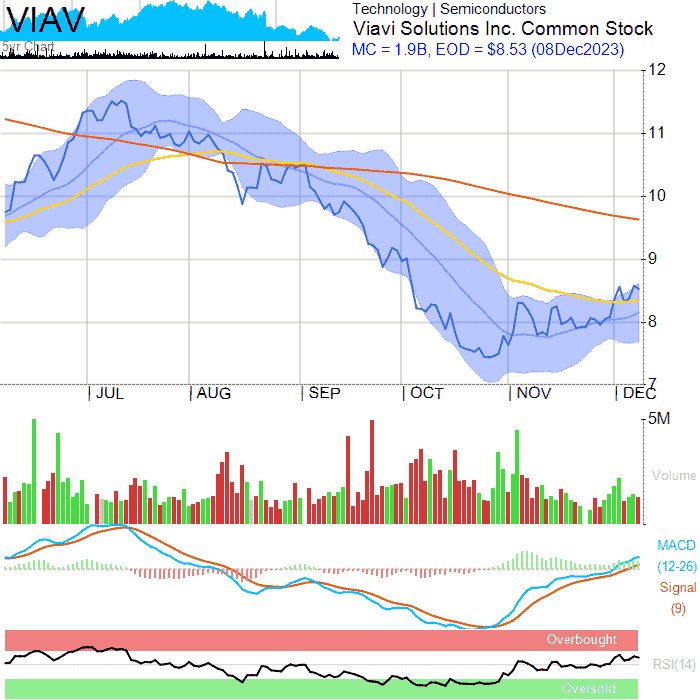 VIAV
5yr Chart
Technology | Semiconductors
Viavi Solutions Inc. Common Stock
MC = 1.9B, EOD = $8.53 (08Dec2023)
12
11
10
9
8
7
JUL AUG SEP OCT NOV DEC
5M
Volume
MACD
(12-26)
Signal
(9)
Overbought
RSI(14)
Oversold